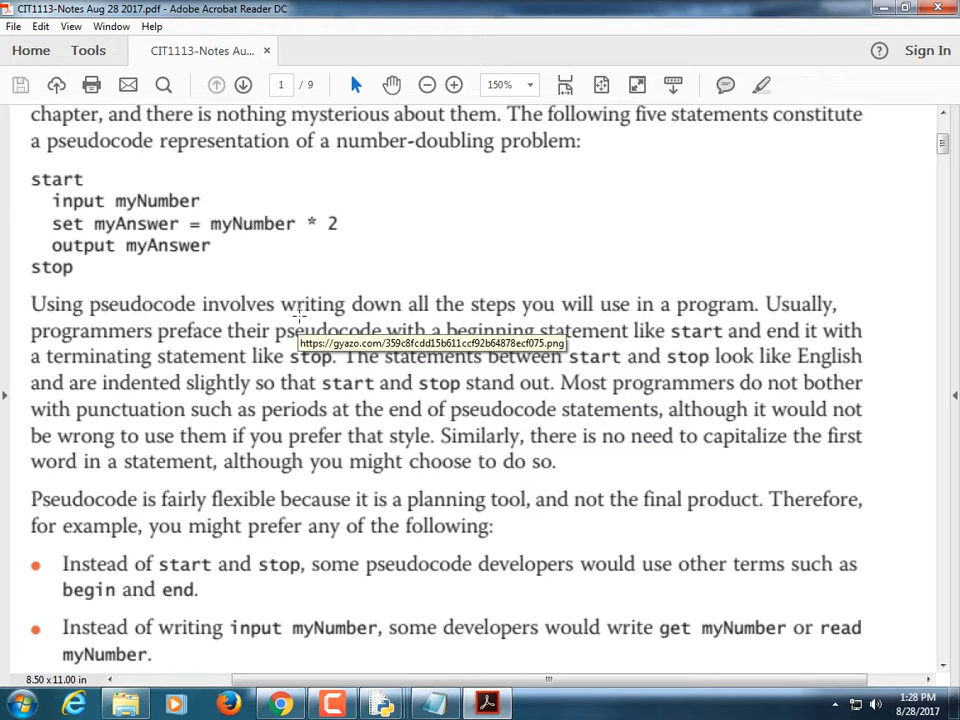 CIT1113-Notes Aug 28 2017.pdf - Adobe Acrobat Reader DC
File Edit View Window Help
Home Tools CIT1113-Notes Au... × ? Sign In
1 / 9 150%
chapter, and there is nothing mysterious about them. The following five statements constitute
a pseudocode representation of a number-doubling problem:
start
input myNumber
set myAnswer = myNumber * 2
output myAnswer
stop
Using pseudocode involves writing down all the steps you will use in a program. Usually,
programmers preface their pseudocode with a beginning statement like start and end it with
https://gyazo.com/359c8fcdd15b611ccf92b64878ecf075.png
a terminating statement like stop. The statements between start and stop look like English
and are indented slightly so that start and stop stand out. Most programmers do not bother
with punctuation such as periods at the end of pseudocode statements, although it would not
be wrong to use them if you prefer that style. Similarly, there is no need to capitalize the first
word in a statement, although you might choose to do so.
Pseudocode is fairly flexible because it is a planning tool, and not the final product. Therefore,
for example, you might prefer any of the following:
Instead of start and stop, some pseudocode developers would use other terms such as
begin and end.
Instead of writing input myNumber, some developers would write get myNumber or read
myNumber.
8.50 x 11.00 in
1:28 PM
8/28/2017